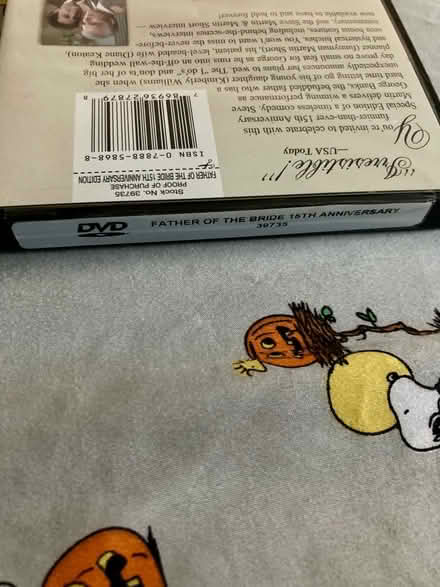 DVD
FATHER OF THE BRIDE 15TH ANNIVERSARY
39735
"Irresistible!"
—USA Today
You're invited to celebrate with this
funnier-than-ever 15th Anniversary
Special Edition of a timeless comedy. Steve
Martin delivers a winning performance as
George Banks, the befuddled father who has a
hard time letting go of his young daughter (Kimberly Williams) when she
unexpectedly announces her plans to wed. The "I do's" and don'ts of her big
day prove no small feat for George as he runs into an off-the-wall wedding
planner (funnyman Martin Short), his patient, levelheaded wife (Diane Keaton),
and hysterical hitches. You won't want to miss the never-before-
seen bonus features, including behind-the-scenes interviews,
commentary, and the Steve Martin & Martin Short interview —
now available to have and to hold forever!
Stock No. 39735
PROOF OF PURCHASE
FATHER OF THE BRIDE 15TH ANNIVERSARY EDITION
ISBN 0-7888-5868-8
7 86936 27879 8